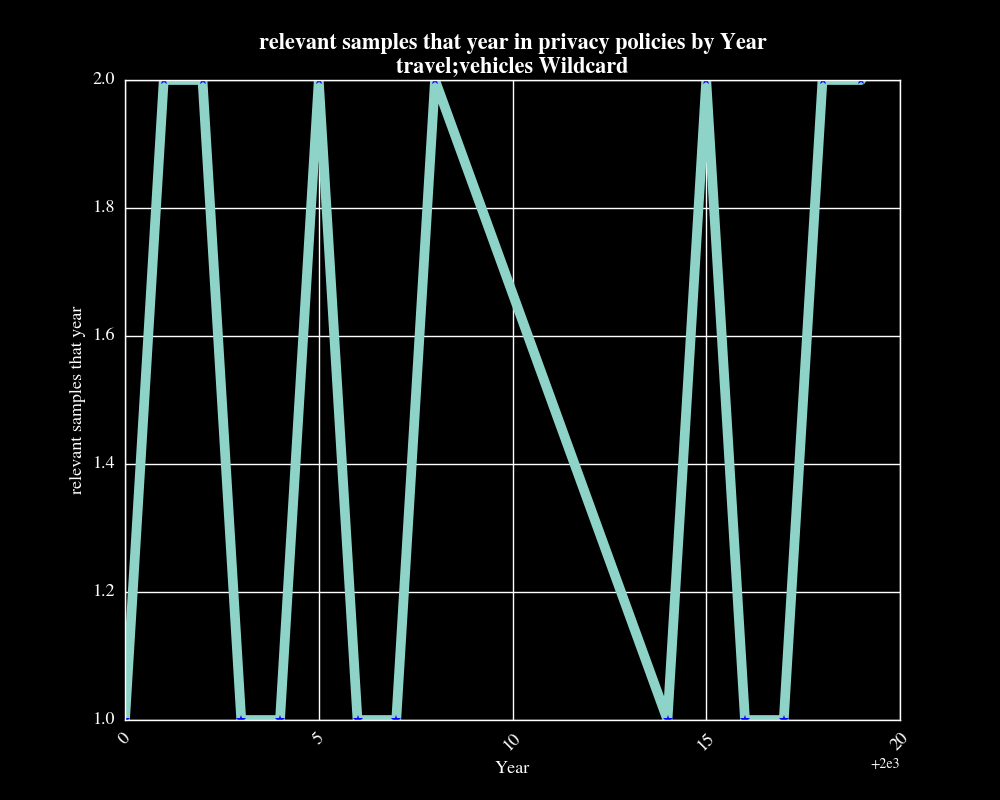 relevant samples that year in privacy policies by Year
travel;vehicles Wildcard
2.0
1.8
1.6
1.4
1.2
1.0
relevant samples that year
0
5
10
15
20
Year
+2e3